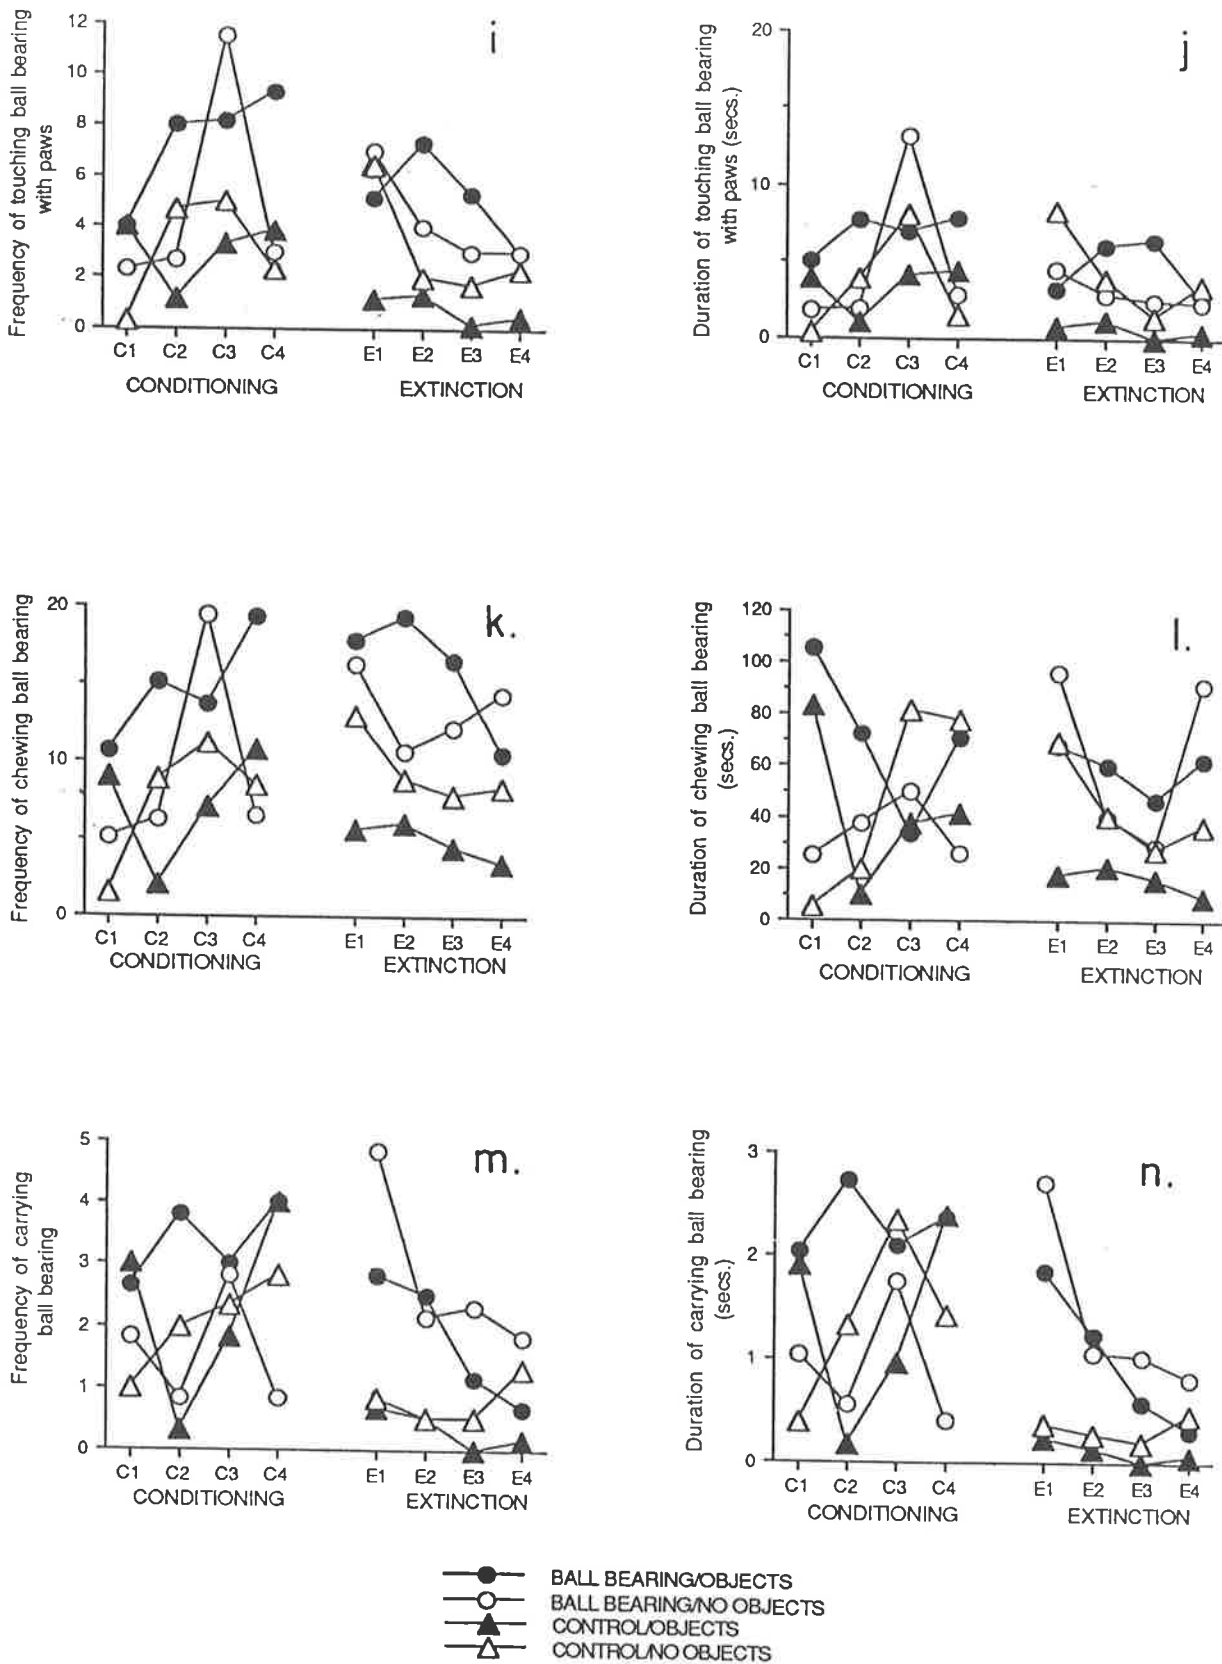 Frequency of touching ball bearing
with paws
12
10
8
6
4
2
0
i
C1 C2 C3 C4
CONDITIONING
E1 E2 E3 E4
EXTINCTION
Duration of touching ball bearing
with paws (secs.)
20
10
0
j
C1 C2 C3 C4
CONDITIONING
E1 E2 E3 E4
EXTINCTION
Frequency of chewing ball bearing
20
10
0
k.
C1 C2 C3 C4
CONDITIONING
E1 E2 E3 E4
EXTINCTION
Duration of chewing ball bearing
(secs.)
120
100
80
60
40
20
0
l.
C1 C2 C3 C4
CONDITIONING
E1 E2 E3 E4
EXTINCTION
Frequency of carrying
ball bearing
5
4
3
2
1
0
m.
C1 C2 C3 C4
CONDITIONING
E1 E2 E3 E4
EXTINCTION
Duration of carrying ball bearing
(secs.)
3
2
1
0
n.
C1 C2 C3 C4
CONDITIONING
E1 E2 E3 E4
EXTINCTION
BALL BEARING/OBJECTS
BALL BEARING/NO OBJECTS
CONTROL/OBJECTS
CONTROL/NO OBJECTS